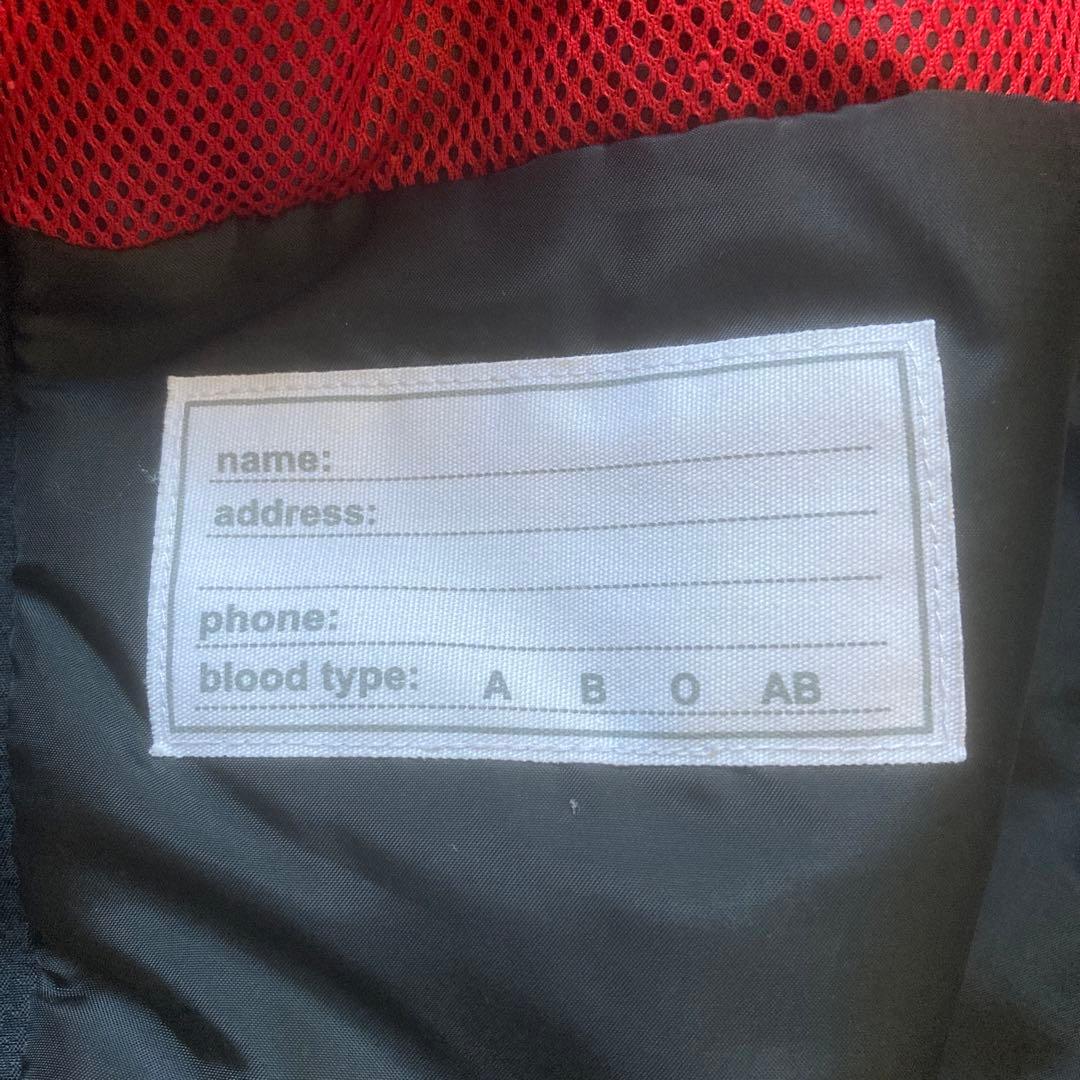 name:
address:
phone:
blood type: A B O AB